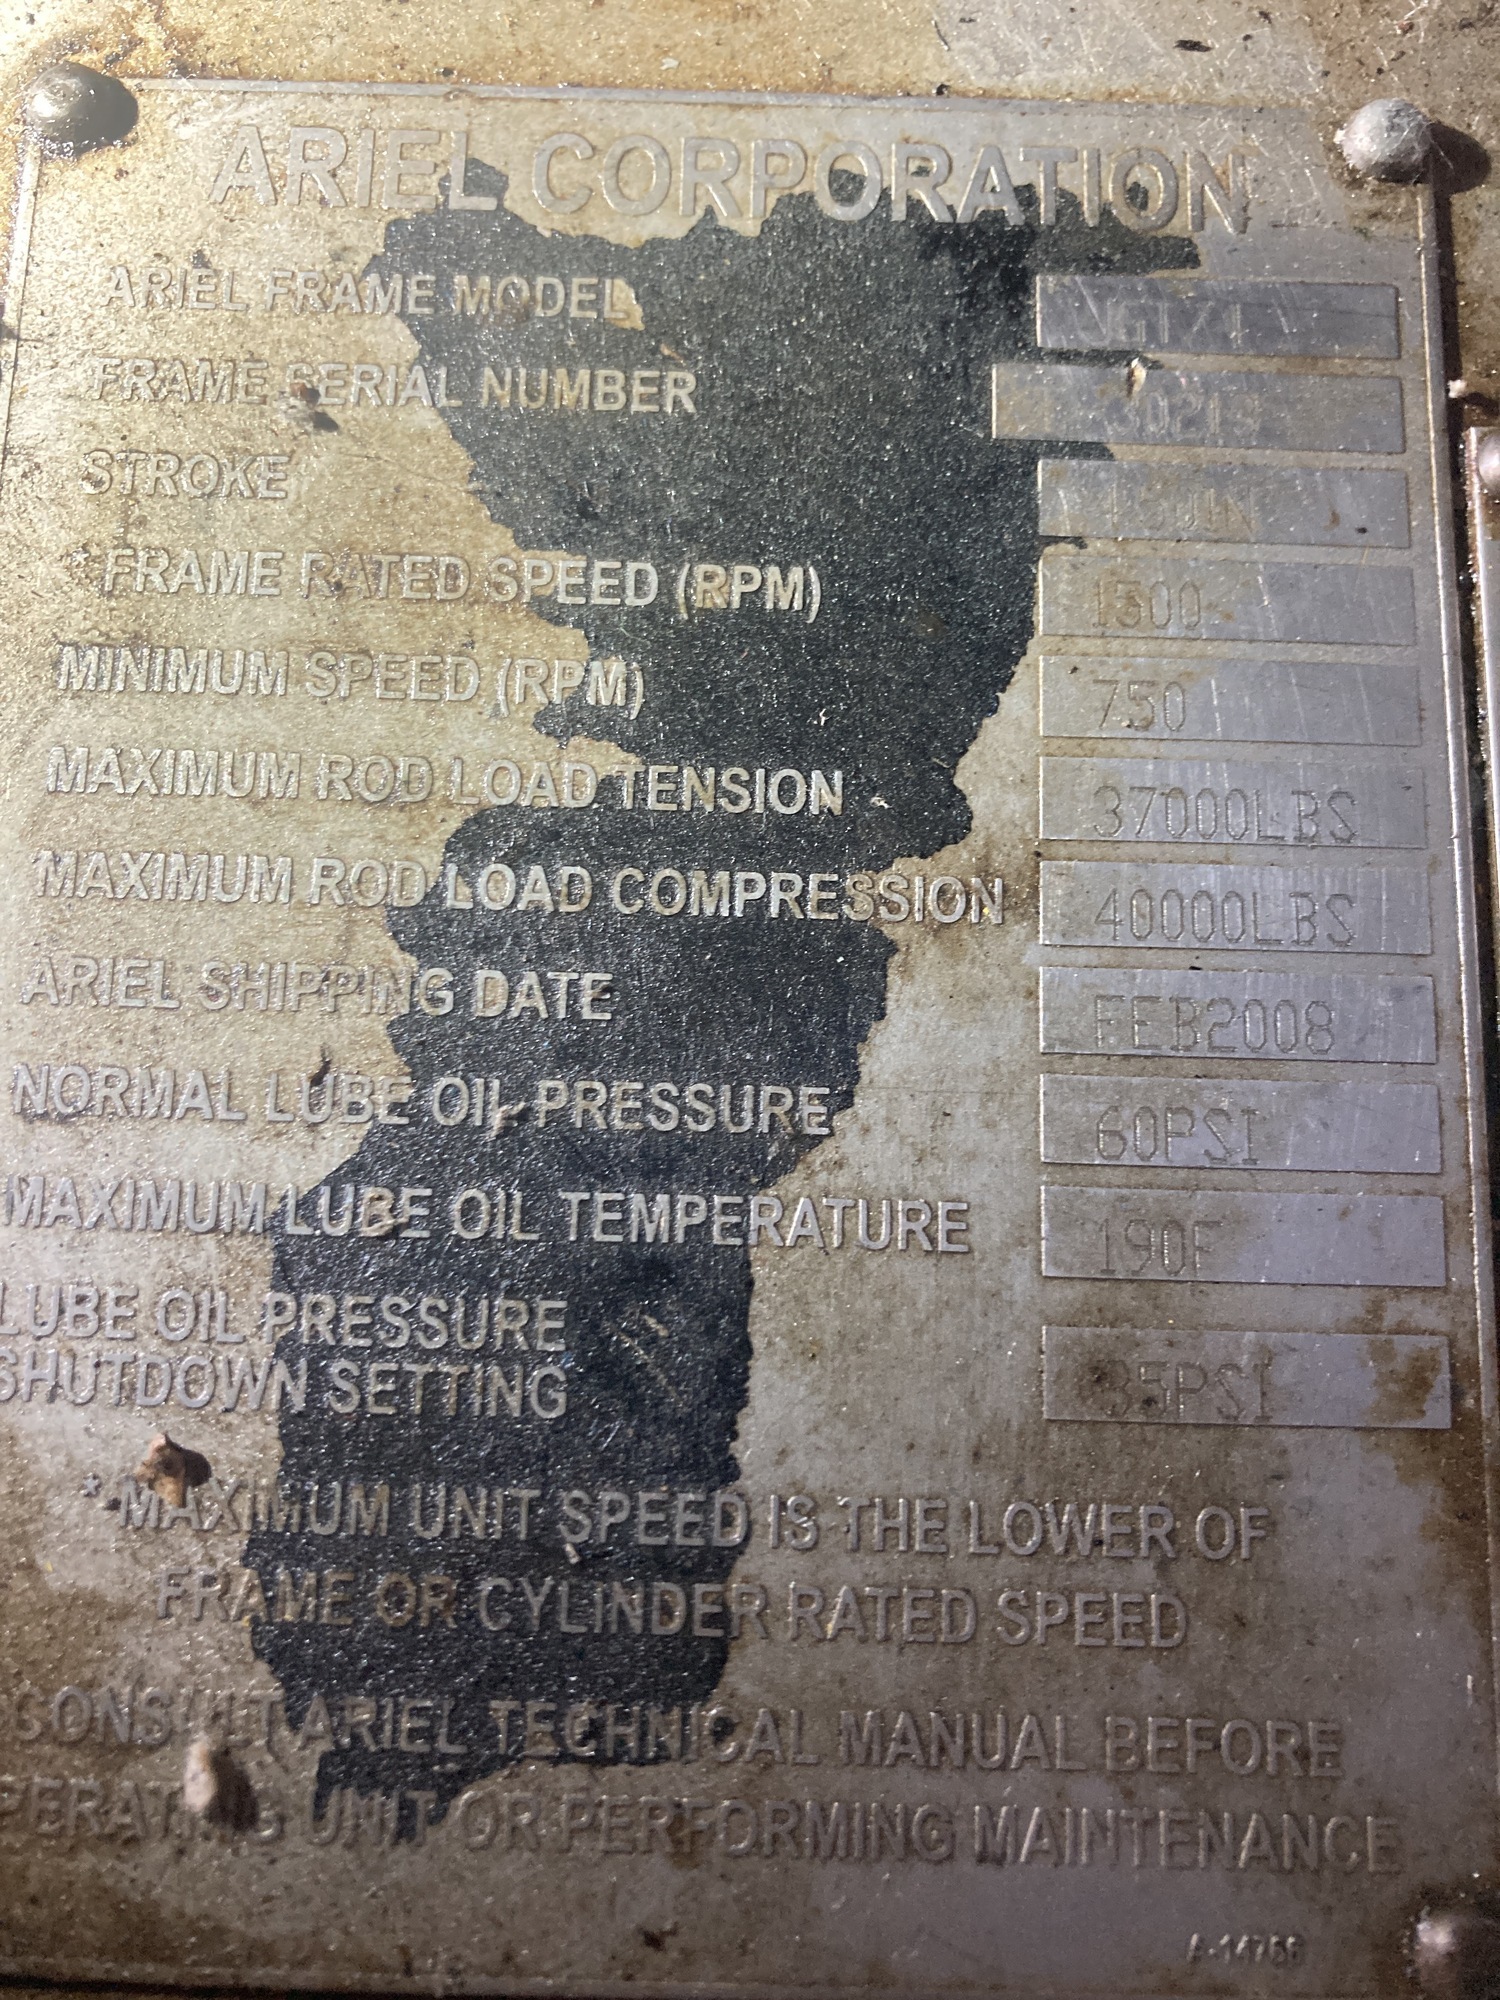 ARIEL CORPORATION
ARIEL FRAME MODEL
FRAME SERIAL NUMBER
STROKE
* FRAME RATED SPEED (RPM) 1500
MINIMUM SPEED (RPM) 750
MAXIMUM ROD LOAD TENSION 37000LBS
MAXIMUM ROD LOAD COMPRESSION 40000LBS
ARIEL SHIPPING DATE FEB2008
NORMAL LUBE OIL PRESSURE 60PSI
MAXIMUM LUBE OIL TEMPERATURE 190F
LUBE OIL PRESSURE
SHUTDOWN SETTING 35PSI
* MAXIMUM UNIT SPEED IS THE LOWER OF
FRAME OR CYLINDER RATED SPEED
CONSULT ARIEL TECHNICAL MANUAL BEFORE
OPERATING UNIT OR PERFORMING MAINTENANCE